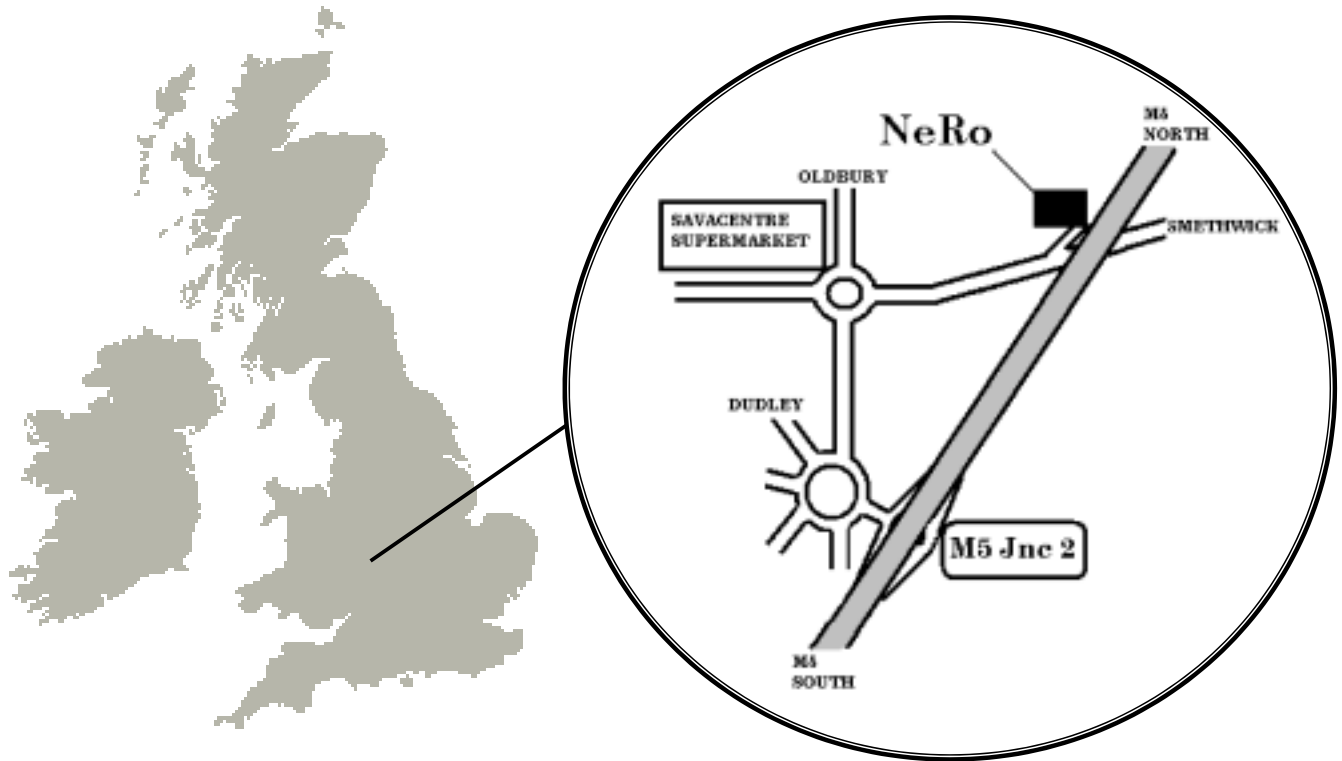 M5
NORTH
NeRo
OLDBURY
SAVACENTRE
SUPERMARKET
SMETHWICK
DUDLEY
M5 Jnc 2
M5
SOUTH